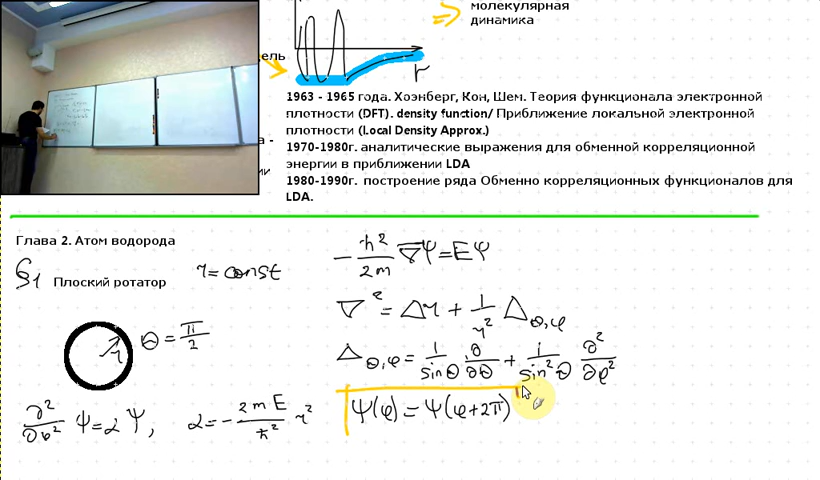 молекулярная
динамика
дель
r
1963 - 1965 года. Хоэнберг, Кон, Шем. Теория функционала электронной
плотности (DFT). density function/ Приближение локальной электронной
плотности (Local Density Approx.)
1970-1980г. аналитические выражения для обменной корреляционной
энергии в приближении LDA
1980-1990г. построение ряда Обменно корреляционных функционалов для
LDA.
Глава 2. Атом водорода
§1 Плоский ротатор r = const
r Θ = π/2
∂²/∂φ² Ψ = α Ψ, α = - 2mE/ħ² r²
- ħ²/2m ∇Ψ = EΨ
∇² = Δr + 1/r² Δ_θ,φ
Δ_θ,φ = 1/sinΘ ∂/∂Θ + 1/sin²Θ ∂²/∂φ²
Ψ(φ) = Ψ(φ+2π)